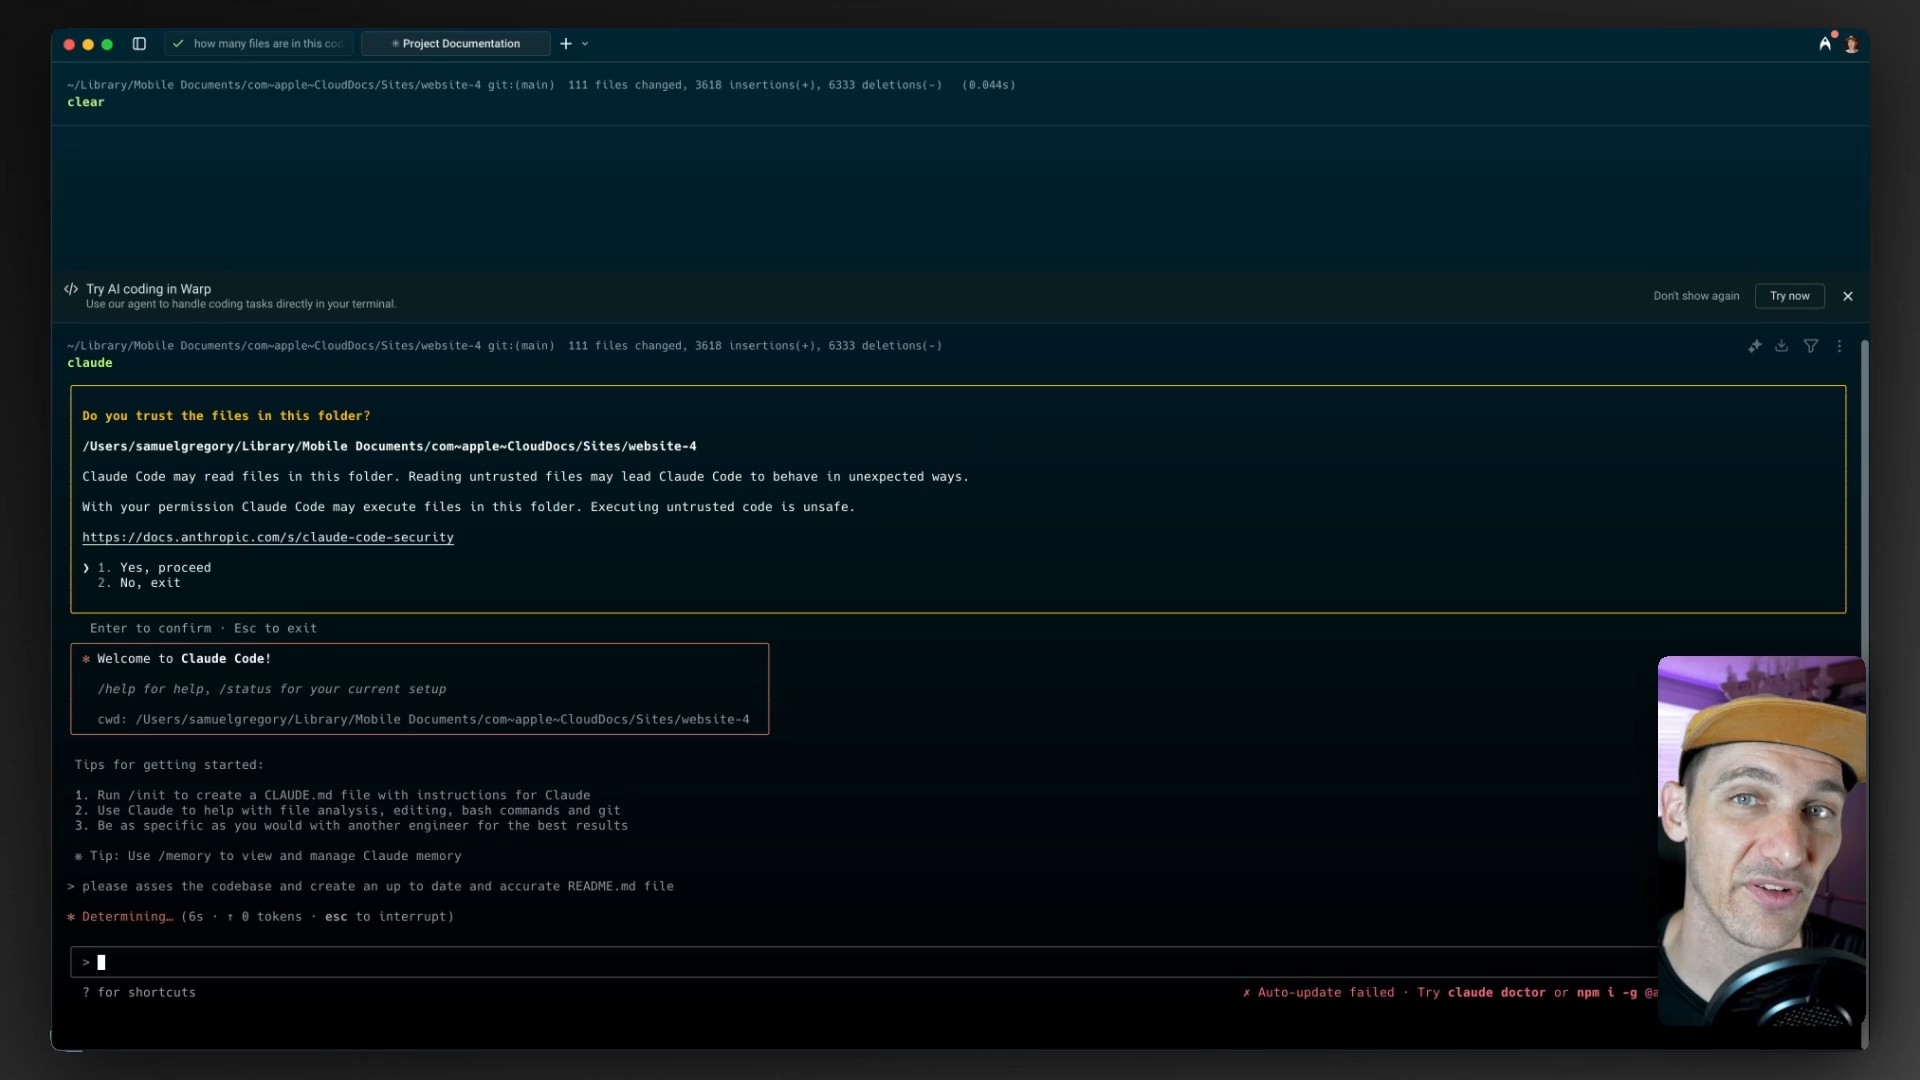 how many files are in this coc
✳ Project Documentation
~/Library/Mobile Documents/com~apple~CloudDocs/Sites/website-4 git:(main)  111 files changed, 3618 insertions(+), 6333 deletions(-)  (0.044s)
clear
Try AI coding in Warp
Use our agent to handle coding tasks directly in your terminal.
Don't show again
Try now
~/Library/Mobile Documents/com~apple~CloudDocs/Sites/website-4 git:(main)  111 files changed, 3618 insertions(+), 6333 deletions(-)
claude
Do you trust the files in this folder?
/Users/samuelgregory/Library/Mobile Documents/com~apple~CloudDocs/Sites/website-4
Claude Code may read files in this folder. Reading untrusted files may lead Claude Code to behave in unexpected ways.
With your permission Claude Code may execute files in this folder. Executing untrusted code is unsafe.
https://docs.anthropic.com/s/claude-code-security
❯ 1. Yes, proceed
2. No, exit
Enter to confirm · Esc to exit
✻ Welcome to Claude Code!
/help for help, /status for your current setup
cwd: /Users/samuelgregory/Library/Mobile Documents/com~apple~CloudDocs/Sites/website-4
Tips for getting started:
1. Run /init to create a CLAUDE.md file with instructions for Claude
2. Use Claude to help with file analysis, editing, bash commands and git
3. Be as specific as you would with another engineer for the best results
※ Tip: Use /memory to view and manage Claude memory
> please asses the codebase and create an up to date and accurate README.md file
✻ Determining… (6s · ↑ 0 tokens · esc to interrupt)
>
? for shortcuts
✗ Auto-update failed · Try claude doctor or npm i -g @a